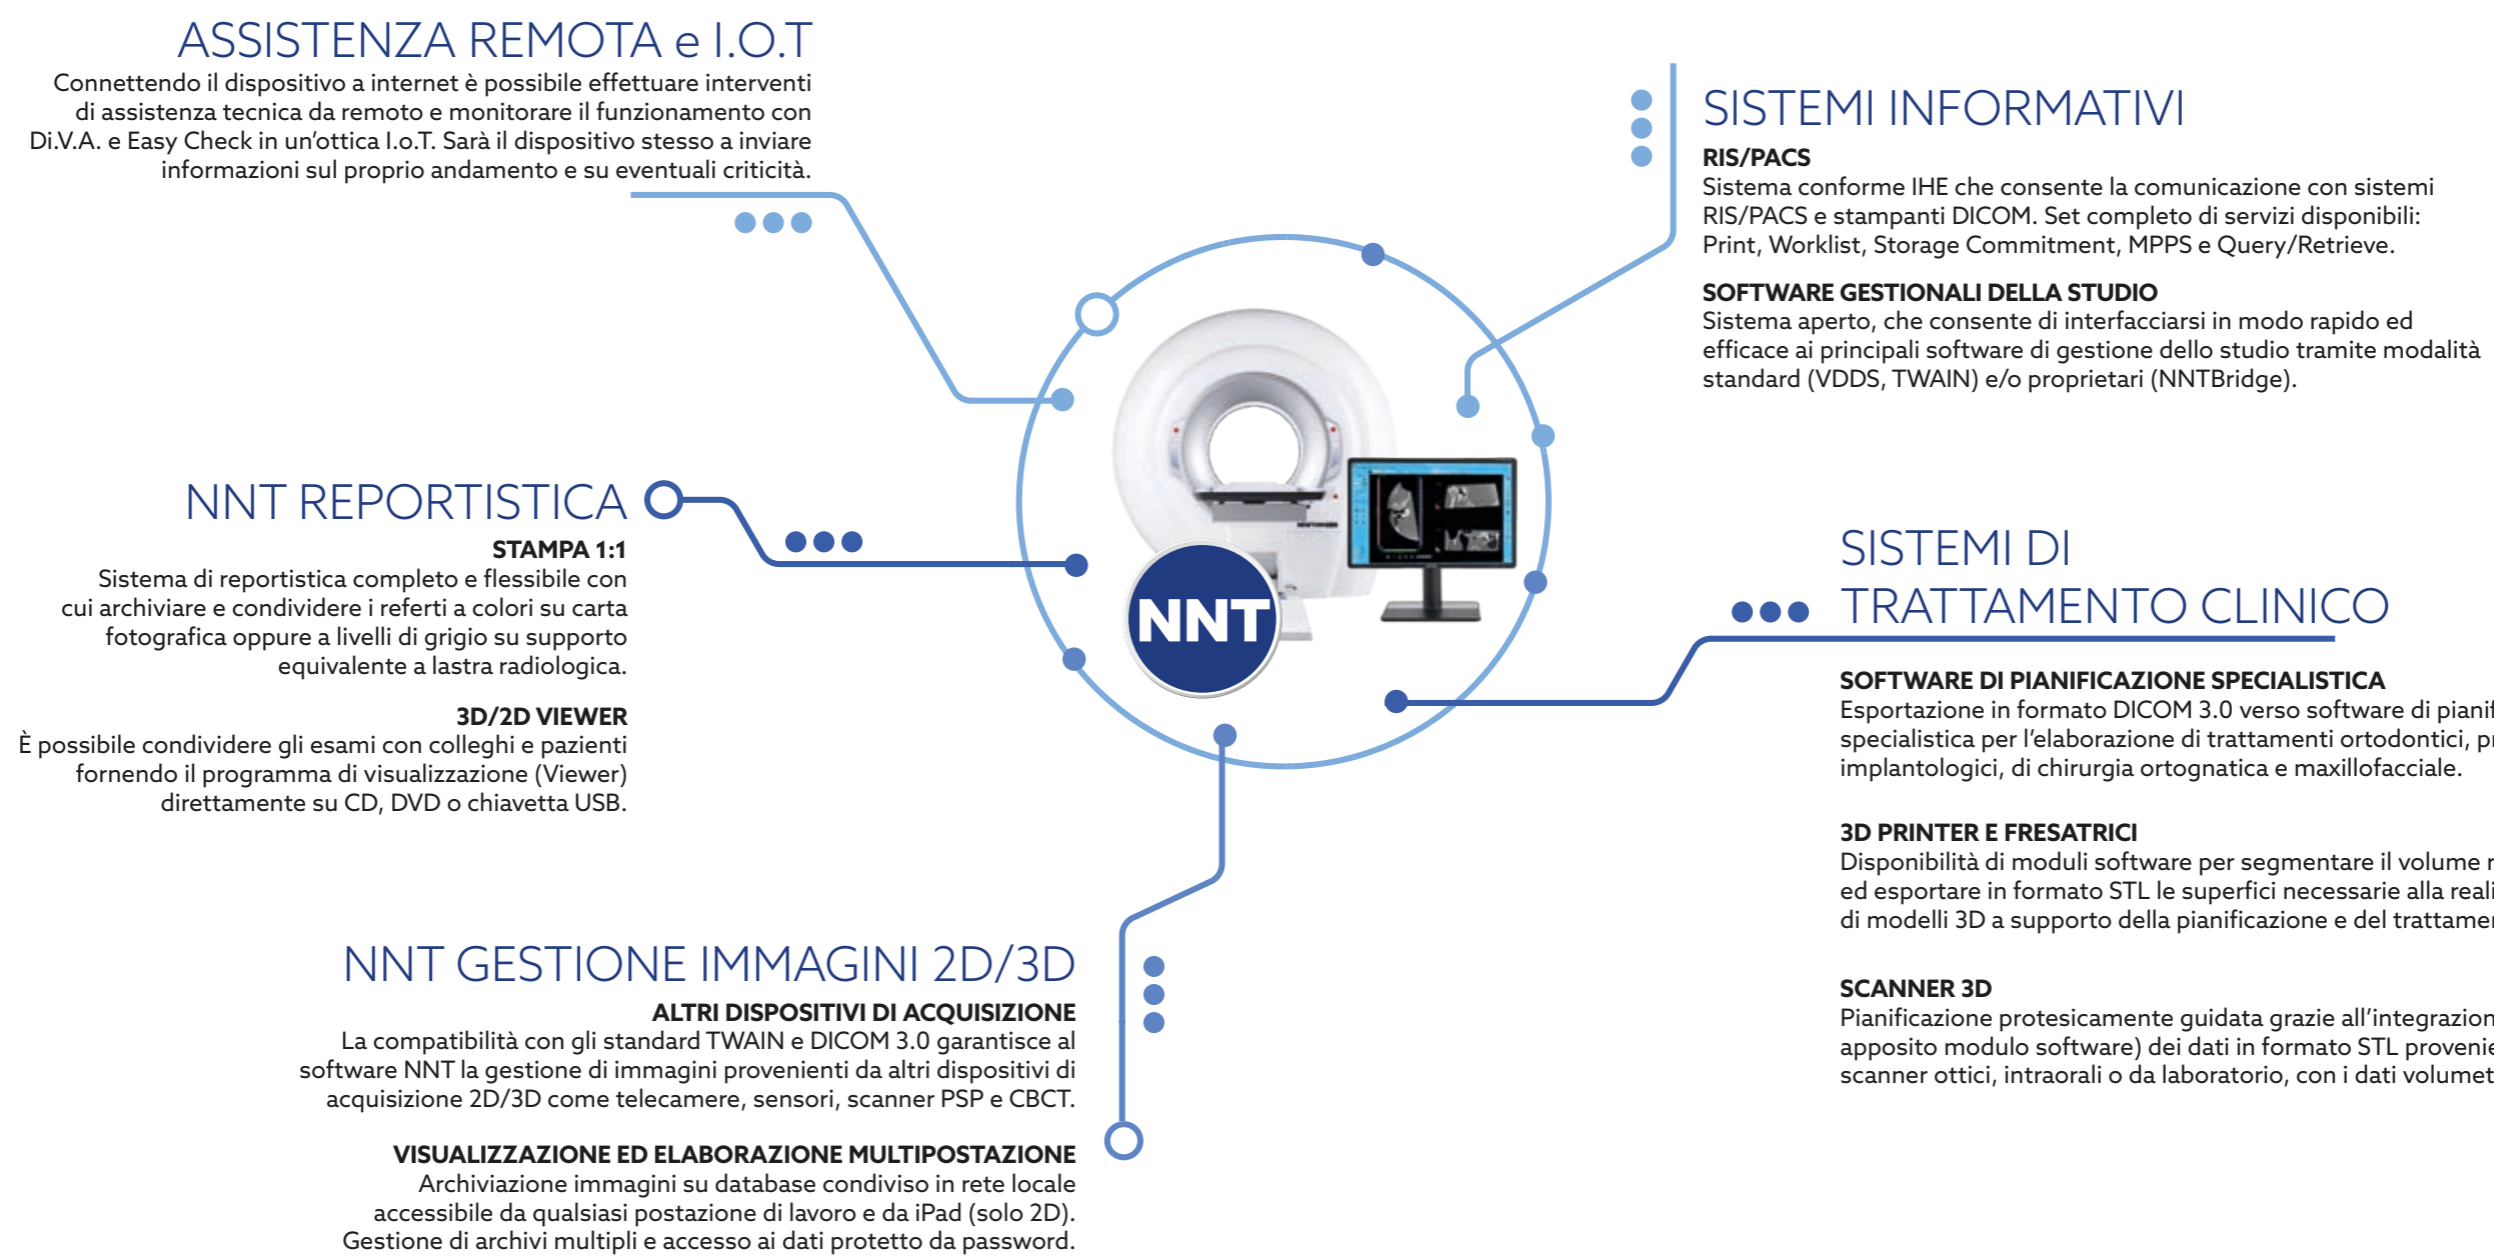 ASSISTENZA REMOTA e I.O.T
Connettendo il dispositivo a internet è possibile effettuare interventi
di assistenza tecnica da remoto e monitorare il funzionamento con
Di.V.A. e Easy Check in un'ottica I.o.T. Sarà il dispositivo stesso a inviare
informazioni sul proprio andamento e su eventuali criticità.
NNT REPORTISTICA
STAMPA 1:1
Sistema di reportistica completo e flessibile con
cui archiviare e condividere i referti a colori su carta
fotografica oppure a livelli di grigio su supporto
equivalente a lastra radiologica.
3D/2D VIEWER
È possibile condividere gli esami con colleghi e pazienti
fornendo il programma di visualizzazione (Viewer)
direttamente su CD, DVD o chiavetta USB.
NNT GESTIONE IMMAGINI 2D/3D
ALTRI DISPOSITIVI DI ACQUISIZIONE
La compatibilità con gli standard TWAIN e DICOM 3.0 garantisce al
software NNT la gestione di immagini provenienti da altri dispositivi di
acquisizione 2D/3D come telecamere, sensori, scanner PSP e CBCT.
VISUALIZZAZIONE ED ELABORAZIONE MULTIPOSTAZIONE
Archiviazione immagini su database condiviso in rete locale
accessibile da qualsiasi postazione di lavoro e da iPad (solo 2D).
Gestione di archivi multipli e accesso ai dati protetto da password.
NNT
SISTEMI INFORMATIVI
RIS/PACS
Sistema conforme IHE che consente la comunicazione con sistemi
RIS/PACS e stampanti DICOM. Set completo di servizi disponibili:
Print, Worklist, Storage Commitment, MPPS e Query/Retrieve.
SOFTWARE GESTIONALI DELLA STUDIO
Sistema aperto, che consente di interfacciarsi in modo rapido ed
efficace ai principali software di gestione dello studio tramite modalità
standard (VDDS, TWAIN) e/o proprietari (NNTBridge).
SISTEMI DI
TRATTAMENTO CLINICO
SOFTWARE DI PIANIFICAZIONE SPECIALISTICA
Esportazione in formato DICOM 3.0 verso software di
specialistica per l'elaborazione di trattamenti ortodontici,
implantologici, di chirurgia ortognatica e maxillofacciale.
3D PRINTER E FRESATRICI
Disponibilità di moduli software per segmentare il volume
ed esportare in formato STL le superfici necessarie alla
di modelli 3D a supporto della pianificazione e del
SCANNER 3D
Pianificazione protesicamente guidata grazie
apposito modulo software) dei dati in formato STL
scanner ottici, intraorali o da laboratorio, con i dati